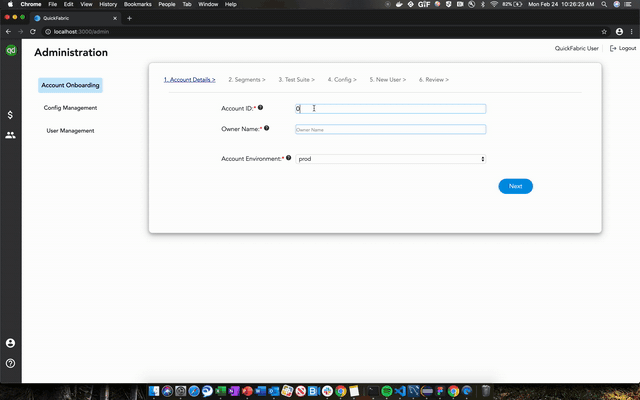 Chrome File Edit View History Bookmarks People Tab Window Help
GIF 82% Mon Feb 24 10:26:25 AM
QuickFabric
localhost:3000/admin
qd Administration
QuickFabric User Logout
Account Onboarding
Config Management
User Management
1. Account Details > 2. Segments > 3. Test Suite > 4. Config > 5. New User > 6. Review >
Account ID:* ? 0
Owner Name:* ? Owner Name
Account Environment:* ? prod
Next
$
?